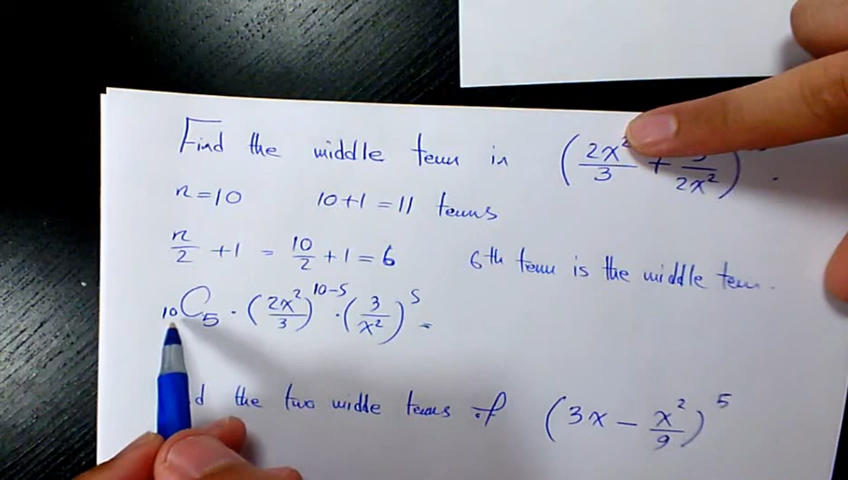 Find the middle term in (2x²/3 + /2x²) .
n=10 10+1=11 terms
n/2 +1 = 10/2 +1=6 6th term is the middle term.
₁₀C₅ · (2x²/3)^10-5 · (3/x²)^5 =
d the two middle terms of (3x - x²/9)^5